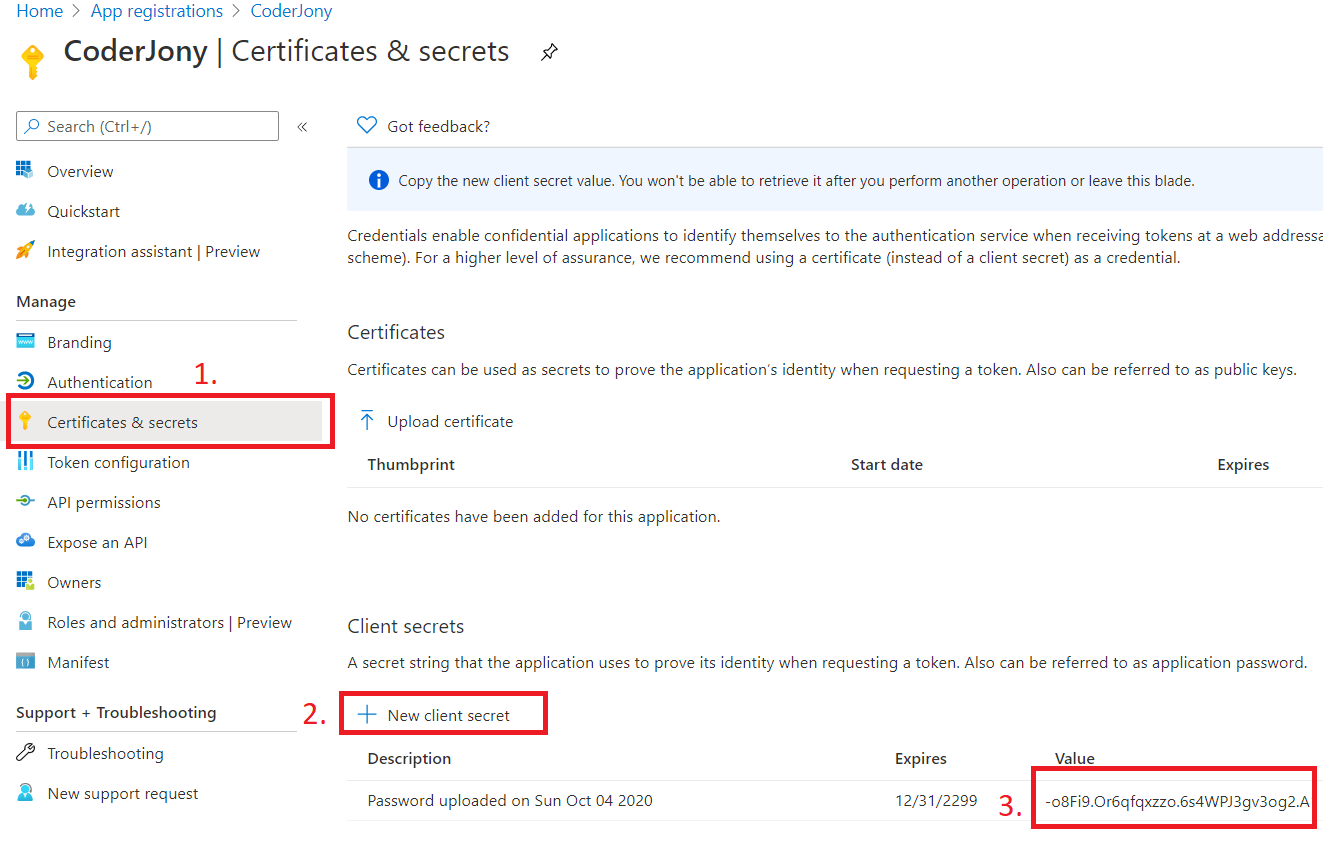 Home > App registrations > CoderJony
CoderJony | Certificates & secrets
Search (Ctrl+/)
«
Overview
Quickstart
Integration assistant | Preview
Manage
Branding
Authentication
1.
Certificates & secrets
Token configuration
API permissions
Expose an API
Owners
Roles and administrators | Preview
Manifest
Support + Troubleshooting
Troubleshooting
New support request
Got feedback?
Copy the new client secret value. You won't be able to retrieve it after you perform another operation or leave this blade.
Credentials enable confidential applications to identify themselves to the authentication service when receiving tokens at a web addressa
scheme). For a higher level of assurance, we recommend using a certificate (instead of a client secret) as a credential.
Certificates
Certificates can be used as secrets to prove the application's identity when requesting a token. Also can be referred to as public keys.
Upload certificate
Thumbprint Start date Expires
No certificates have been added for this application.
Client secrets
A secret string that the application uses to prove its identity when requesting a token. Also can be referred to as application password.
2. New client secret
Description Expires Value
Password uploaded on Sun Oct 04 2020 12/31/2299 3. -o8Fi9.Or6qfqxzzo.6s4WPJ3gv3og2.A